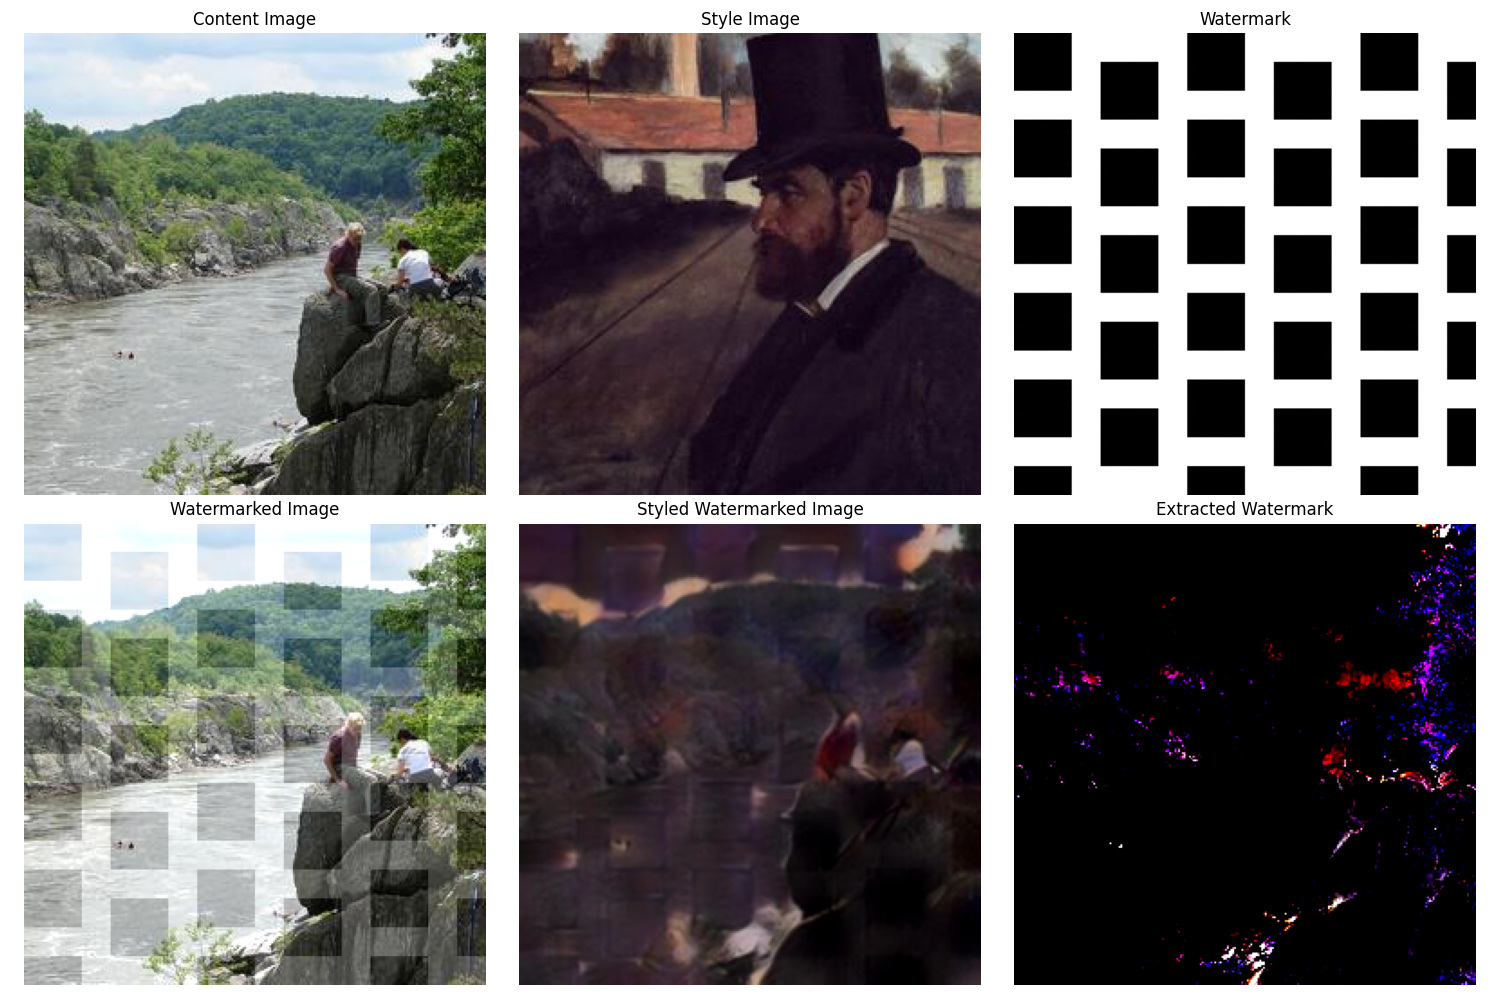 Content Image
Style Image
Watermark
Watermarked Image
Styled Watermarked Image
Extracted Watermark